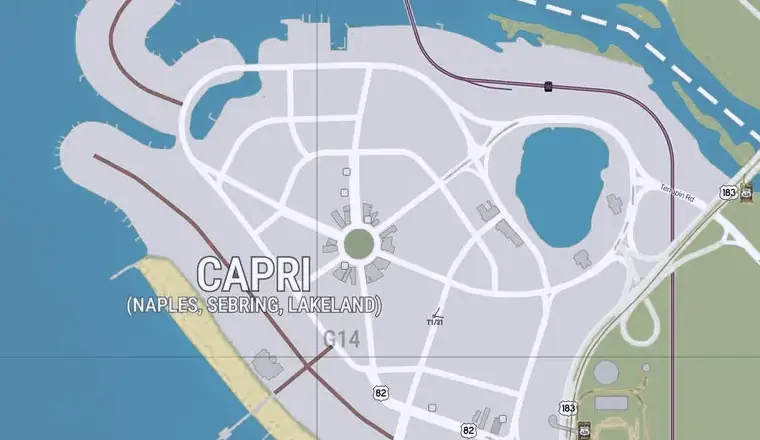 183
Terrapin Rd
CAPRI
(NAPLES, SEBRING, LAKELAND)
T1/31
G14
82
183
82